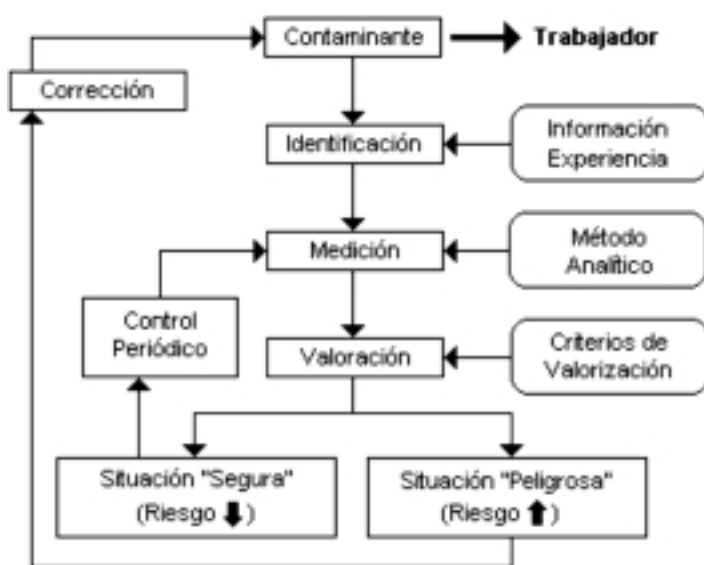 Contaminante
Trabajador
Corrección
Identificación
Información
Experiencia
Medición
Método
Analítico
Control
Periódico
Valoración
Criterios de
Valorización
Situación "Segura"
(Riesgo ⬇)
Situación "Peligrosa"
(Riesgo ⬆)